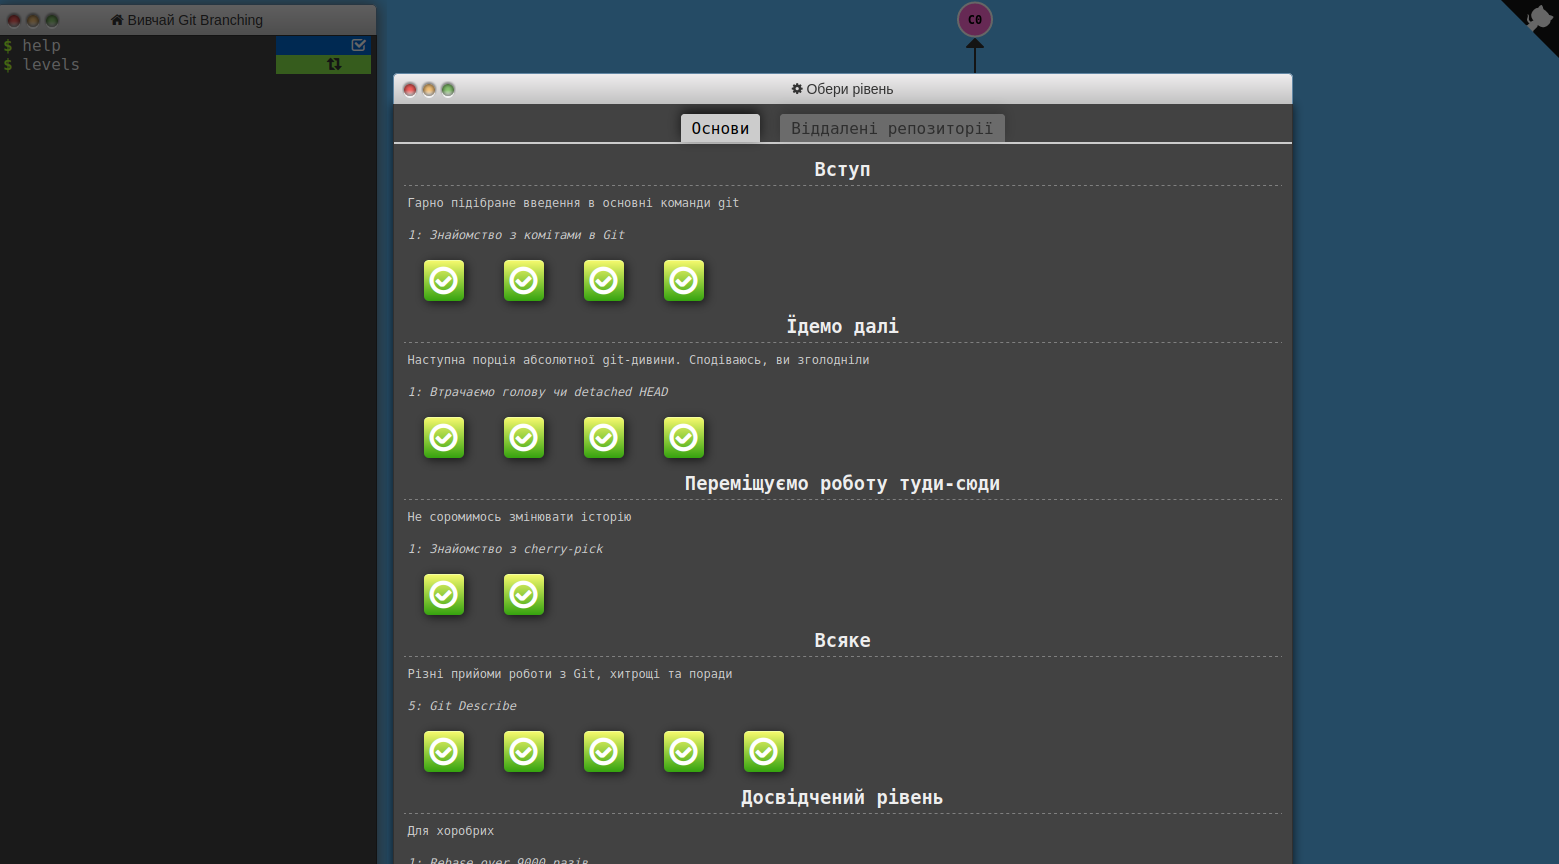 Вивчай Git Branching
$ help
$ levels
C0
Обери рівень
Основи
Віддалені репозиторії
Вступ
Гарно підібране введення в основні команди git
1: Знайомство з комітами в Git
Їдемо далі
Наступна порція абсолютної git-дивини. Сподіваюсь, ви зголодніли
1: Втрачаємо голову чи detached HEAD
Переміщуємо роботу туди-сюди
Не соромимось змінювати історію
1: Знайомство з cherry-pick
Всяке
Різні прийоми роботи з Git, хитрощі та поради
5: Git Describe
Досвідчений рівень
Для хоробрих
1: Rebase over 9000 разів